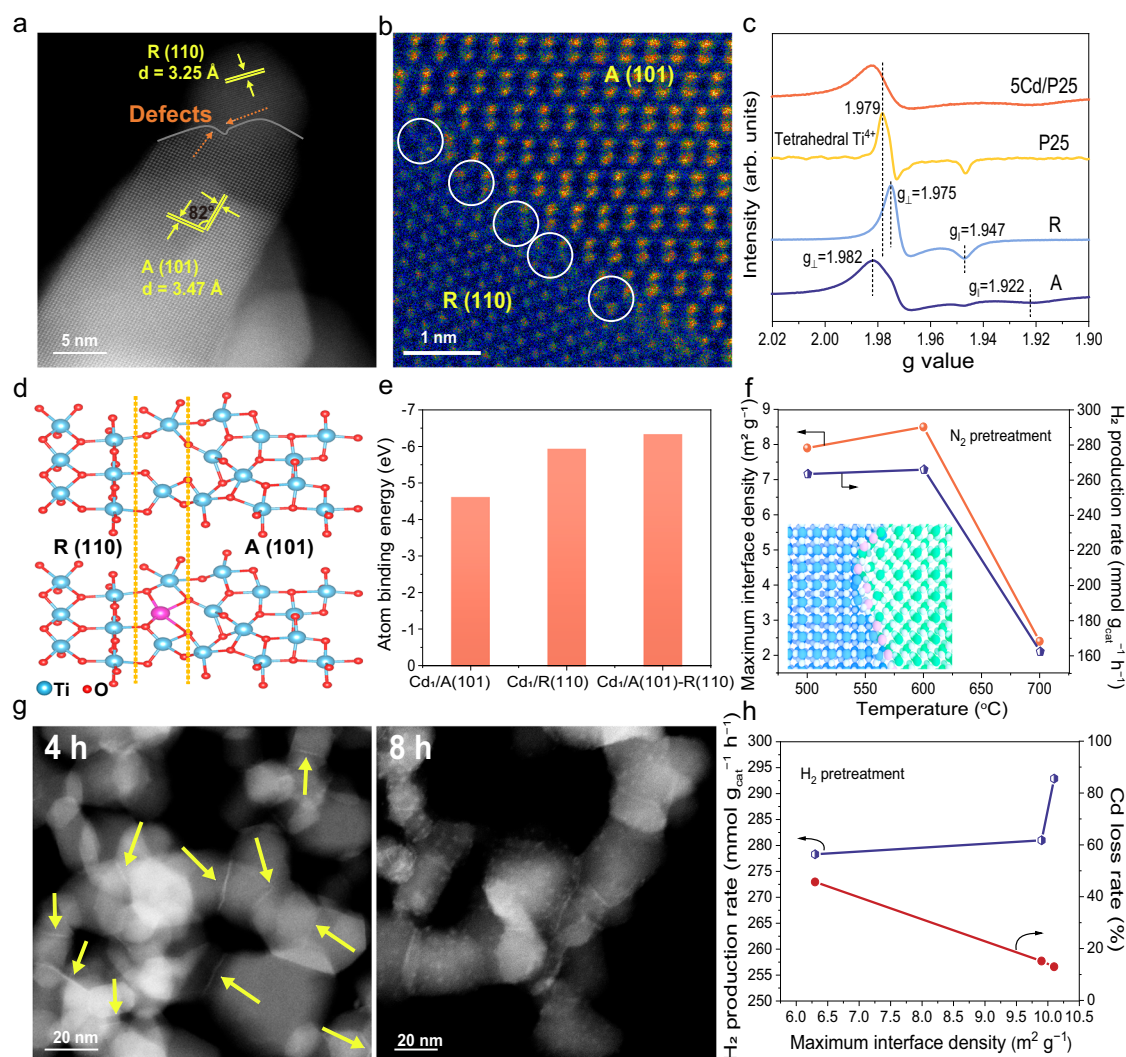 a
R (110)
d = 3.25 Å
Defects
82°
A (101)
d = 3.47 Å
5 nm
b
A (101)
R (110)
1 nm
c
5Cd/P25
1.979
Tetrahedral Ti⁴⁺
P25
g⊥=1.975
R
g∥=1.947
g⊥=1.982
g∥=1.922
A
2.02 2.00 1.98 1.96 1.94 1.92 1.90
g value
Intensity (arb. units)
d
R (110)
A (101)
Ti
O
e
-7
-6
-5
-4
-3
-2
-1
0
Atom binding energy (eV)
Cd₁/A(101) Cd₁/R(110) Cd₁/A(101)-R(110)
f
9
8
7
6
5
4
3
2
Maximum interface density (m² g⁻¹)
N₂ pretreatment
300
280
260
240
220
200
180
160
H₂ production rate (mmol g꜀ₐₜ⁻¹ h⁻¹)
500 600 700
Temperature (°C)
g
4 h
20 nm
8 h
20 nm
h
300
295
290
285
280
275
270
265
260
255
250
H₂ production rate (mmol g꜀ₐₜ⁻¹ h⁻¹)
H₂ pretreatment
100
80
60
40
20
0
Cd loss rate (%)
6.0 6.5 7.0 7.5 8.0 8.5 9.0 9.5 10.0 10.5
Maximum interface density (m² g⁻¹)